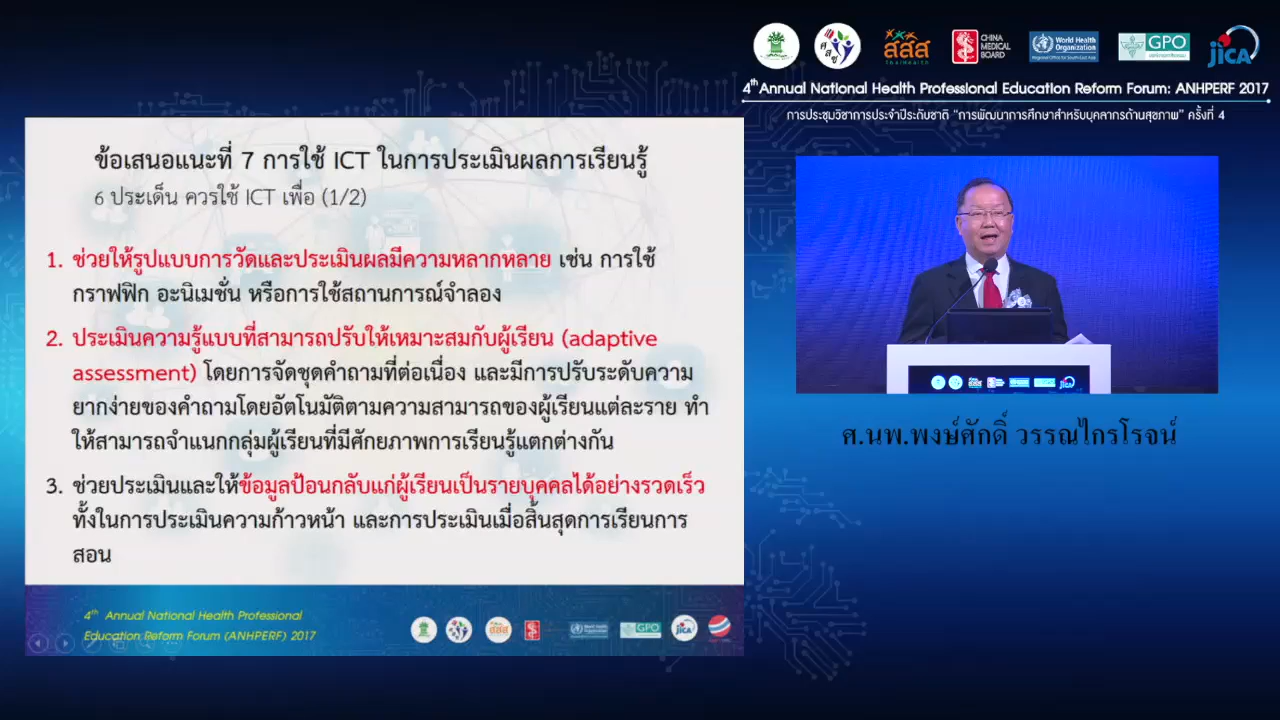 สสส
THAIHEALTH
CHINA
MEDICAL
BOARD
World Health
Organization
Regional Office for South-East Asia
GPO
JICA
4th Annual National Health Professional Education Reform Forum: ANHPERF 2017
การประชุมวิชาการประจำปีระดับชาติ "การพัฒนาการศึกษาสำหรับบุคลากรด้านสุขภาพ" ครั้งที่ 4
ข้อเสนอแนะที่ 7 การใช้ ICT ในการประเมินผลการเรียนรู้
6 ประเด็น ควรใช้ ICT เพื่อ (1/2)
1. ช่วยให้รูปแบบการวัดและประเมินผลมีความหลากหลาย เช่น การใช้
กราฟฟิก อะนิเมชั่น หรือการใช้สถานการณ์จำลอง
2. ประเมินความรู้แบบที่สามารถปรับให้เหมาะสมกับผู้เรียน (adaptive
assessment) โดยการจัดชุดคำถามที่ต่อเนื่อง และมีการปรับระดับความ
ยากง่ายของคำถามโดยอัตโนมัติตามความสามารถของผู้เรียนแต่ละราย ทำ
ให้สามารถจำแนกกลุ่มผู้เรียนที่มีศักยภาพการเรียนรู้แตกต่างกัน
3. ช่วยประเมินและให้ข้อมูลป้อนกลับแก่ผู้เรียนเป็นรายบุคคลได้อย่างรวดเร็ว
ทั้งในการประเมินความก้าวหน้า และการประเมินเมื่อสิ้นสุดการเรียนการ
สอน
4th Annual National Health Professional
Education Reform Forum (ANHPERF) 2017
สสส
World Health
Organization
GPO
JICA
ศ.นพ.พงษ์ศักดิ์ วรรณไกรโรจน์